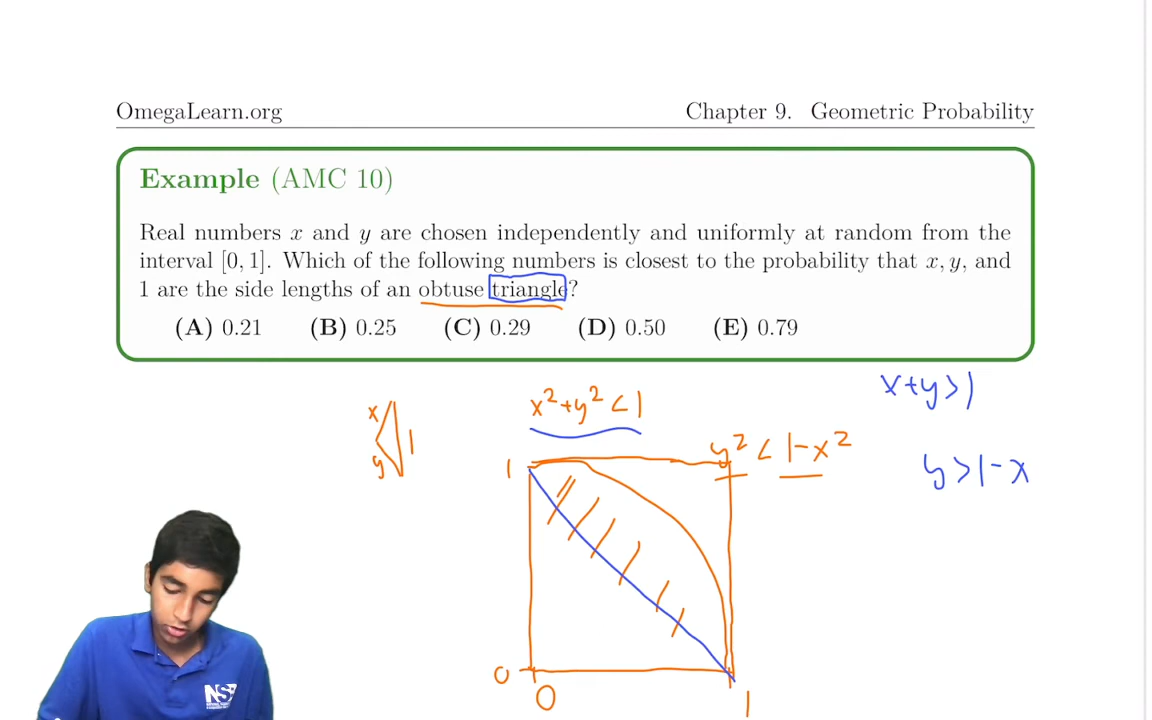 OmegaLearn.org Chapter 9. Geometric Probability
Example (AMC 10)
Real numbers x and y are chosen independently and uniformly at random from the
interval [0, 1]. Which of the following numbers is closest to the probability that x, y, and
1 are the side lengths of an obtuse triangle?
(A) 0.21 (B) 0.25 (C) 0.29 (D) 0.50 (E) 0.79
x+y>1
x²+y²<1
x
1
y
y² < 1-x²
y>1-x
1
0
0
1
NS